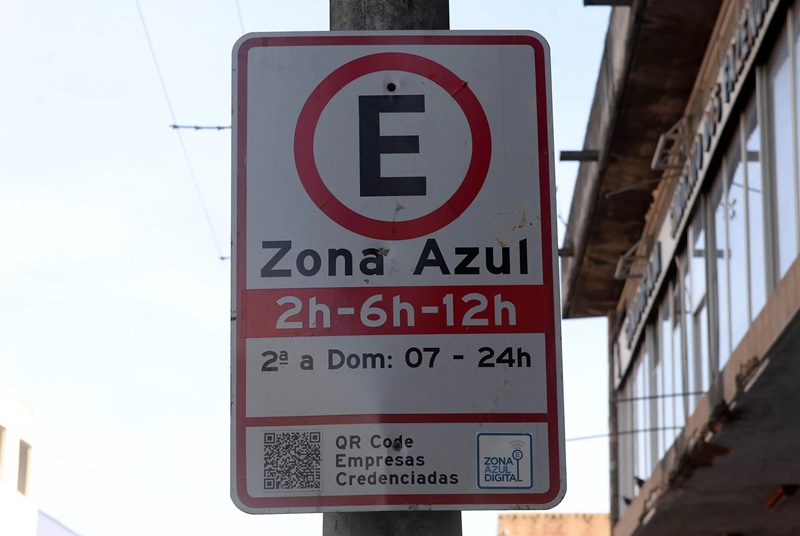 E
Zona Azul
2h-6h-12h
2ª a Dom: 07 - 24h
QR Code
Empresas
Credenciadas
E
ZONA
AZUL
DIGITAL